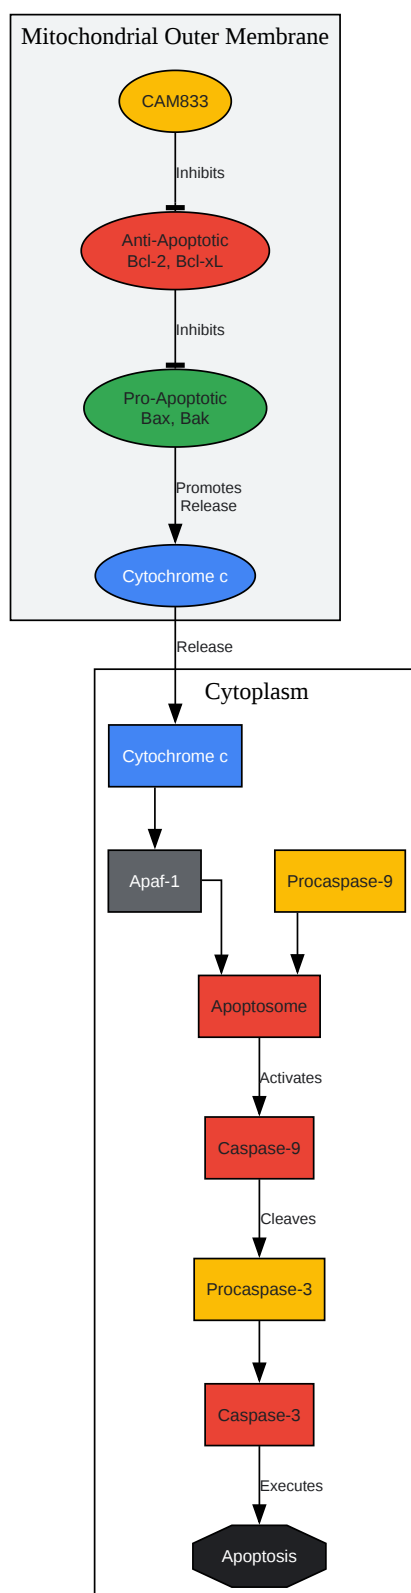 Mitochondrial Outer Membrane
CAM833
Inhibits
Anti-Apoptotic
Bcl-2, Bcl-xL
Inhibits
Pro-Apoptotic
Bax, Bak
Promotes
Release
Cytochrome c
Release
Cytoplasm
Cytochrome c
Apaf-1
Procaspase-9
Apoptosome
Activates
Caspase-9
Cleaves
Procaspase-3
Caspase-3
Executes
Apoptosis